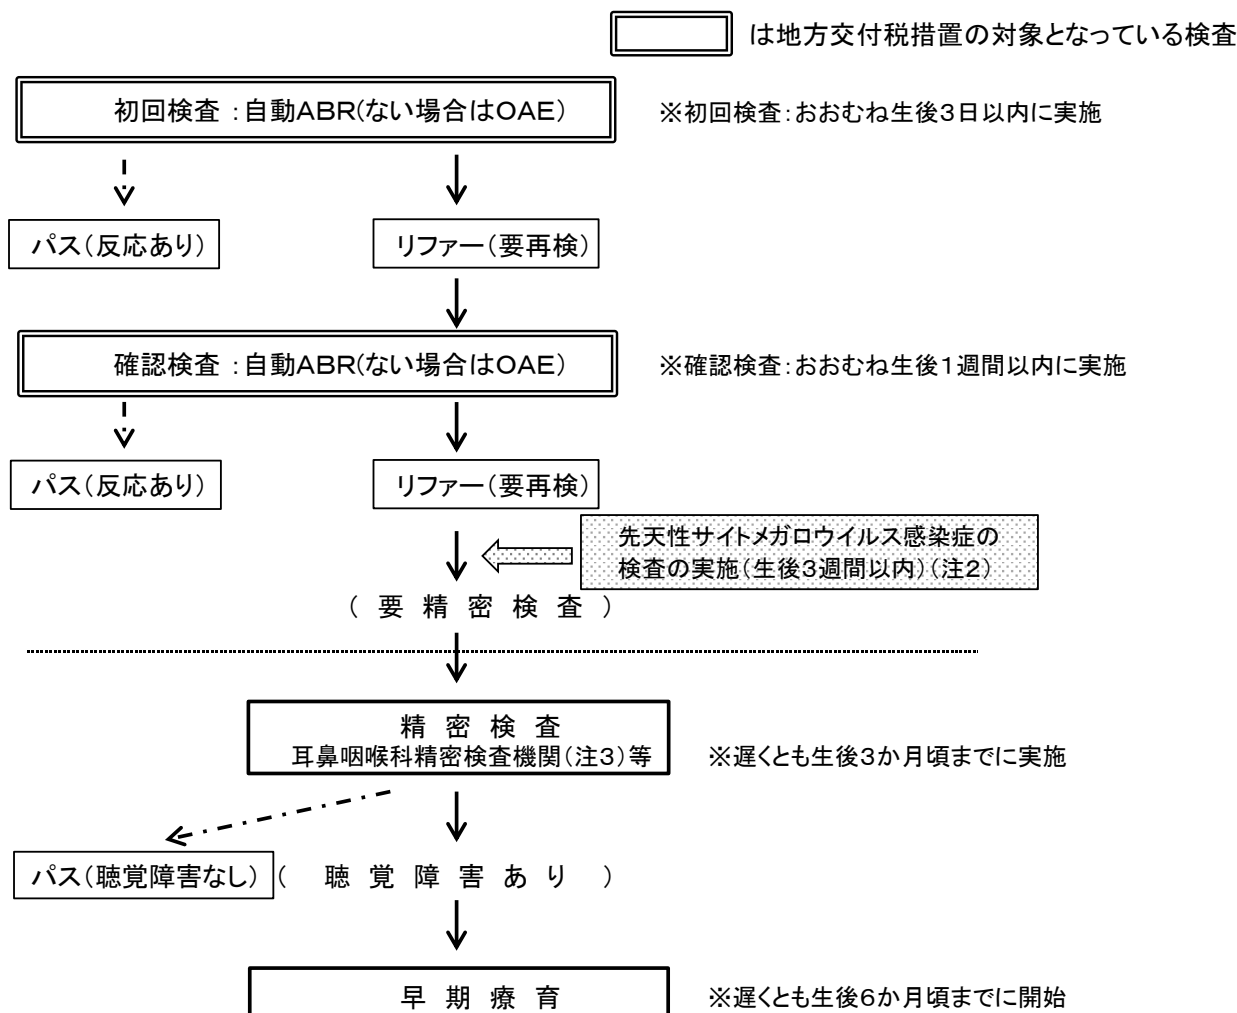 は地方交付税措置の対象となっている検査
初回検査：自動ABR(ない場合はOAE)
※初回検査：おおむね生後3日以内に実施
パス（反応あり）
リファー（要再検）
確認検査：自動ABR(ない場合はOAE)
※確認検査：おおむね生後1週間以内に実施
パス（反応あり）
リファー（要再検）
先天性サイトメガロウイルス感染症の
検査の実施（生後3週間以内）（注2）
（要精密検査）
精密検査
耳鼻咽喉科精密検査機関（注3）等
※遅くとも生後3か月頃までに実施
パス（聴覚障害なし）
（聴覚障害あり）
早期療育
※遅くとも生後6か月頃までに開始